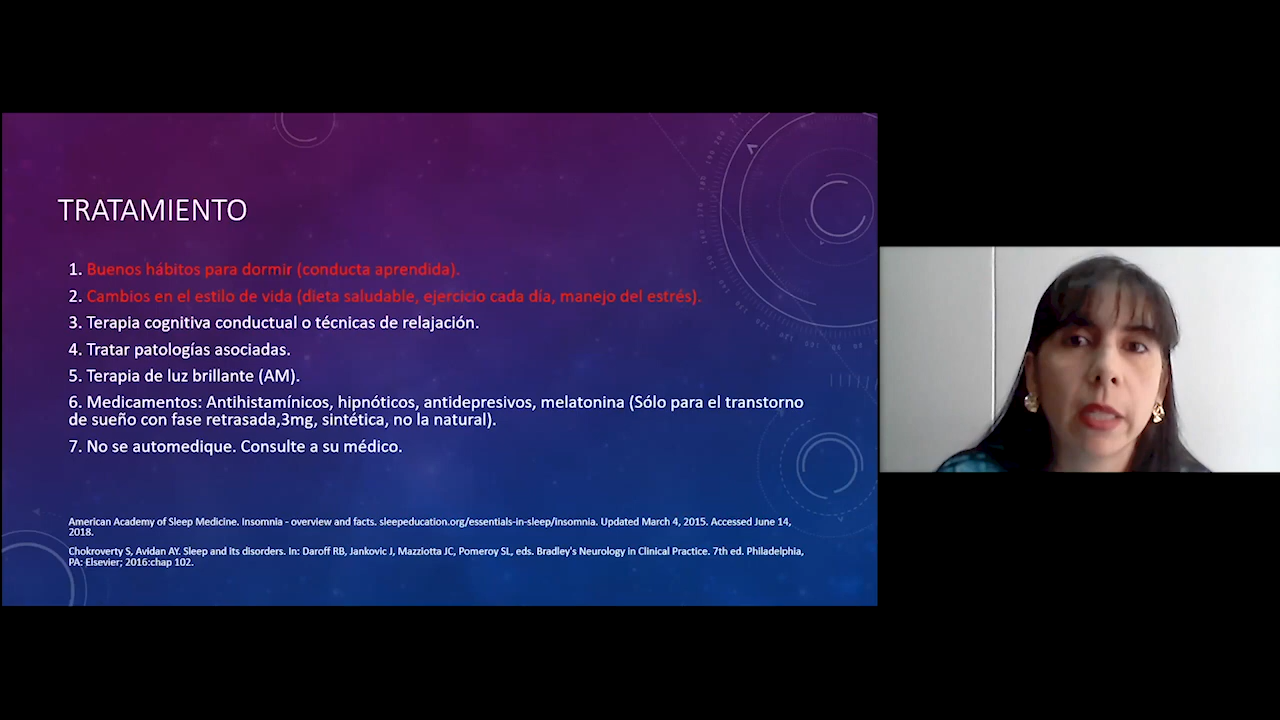 TRATAMIENTO
1. Buenos hábitos para dormir (conducta aprendida).
2. Cambios en el estilo de vida (dieta saludable, ejercicio cada día, manejo del estrés).
3. Terapia cognitiva conductual o técnicas de relajación.
4. Tratar patologías asociadas.
5. Terapia de luz brillante (AM).
6. Medicamentos: Antihistamínicos, hipnóticos, antidepresivos, melatonina (Sólo para el transtorno
de sueño con fase retrasada,3mg, sintética, no la natural).
7. No se automedique. Consulte a su médico.
American Academy of Sleep Medicine. Insomnia - overview and facts. sleepeducation.org/essentials-in-sleep/insomnia. Updated March 4, 2015. Accessed June 14,
2018.
Chokroverty S, Avidan AY. Sleep and its disorders. In: Daroff RB, Jankovic J, Mazziotta JC, Pomeroy SL, eds. Bradley's Neurology in Clinical Practice. 7th ed. Philadelphia,
PA: Elsevier; 2016:chap 102.